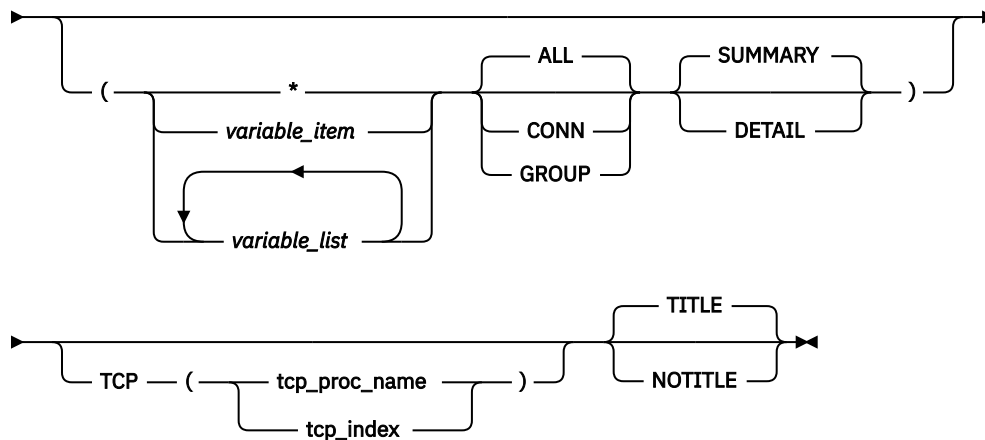 ALL SUMMARY
( * )
variable_item CONN DETAIL
GROUP
variable_list
TITLE
TCP ( tcp_proc_name ) NOTITLE
tcp_index